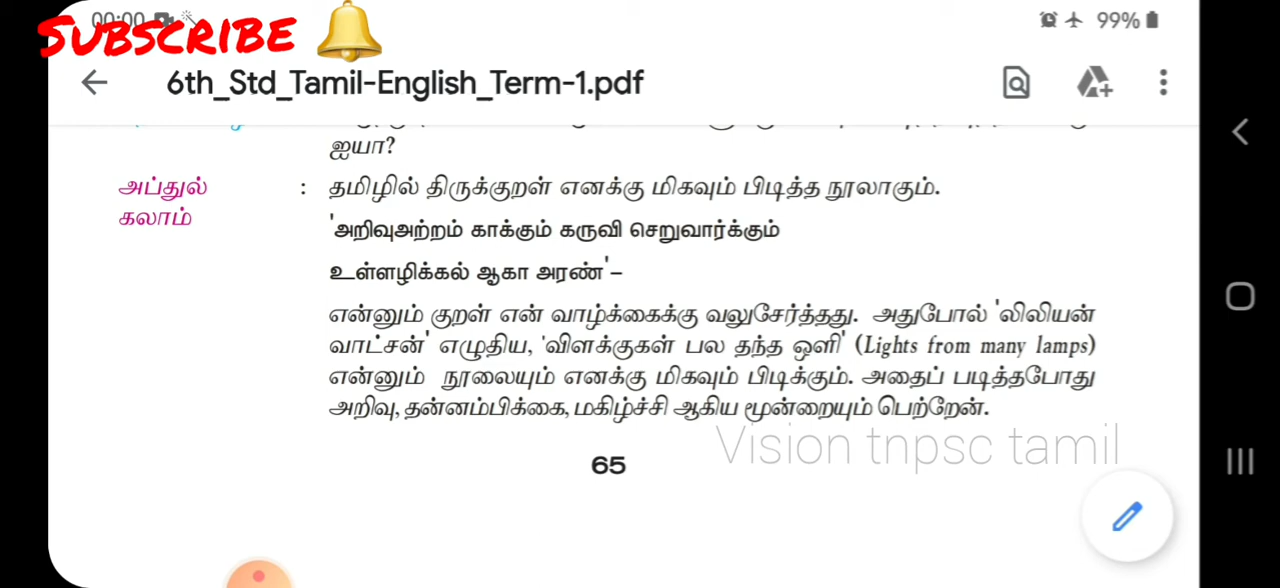 00:00
99%
SUBSCRIBE
6th_Std_Tamil-English_Term-1.pdf
ஐயா?
அப்துல் கலாம் : தமிழில் திருக்குறள் எனக்கு மிகவும் பிடித்த நூலாகும்.
'அறிவுஅற்றம் காக்கும் கருவி செறுவார்க்கும்
உள்ளழிக்கல் ஆகா அரண்'–
என்னும் குறள் என் வாழ்க்கைக்கு வலுசேர்த்தது. அதுபோல் 'லிலியன்
வாட்சன்' எழுதிய, 'விளக்குகள் பல தந்த ஒளி' (Lights from many lamps)
என்னும் நூலையும் எனக்கு மிகவும் பிடிக்கும். அதைப் படித்தபோது
அறிவு, தன்னம்பிக்கை, மகிழ்ச்சி ஆகிய மூன்றையும் பெற்றேன்.
Vision tnpsc tamil
65